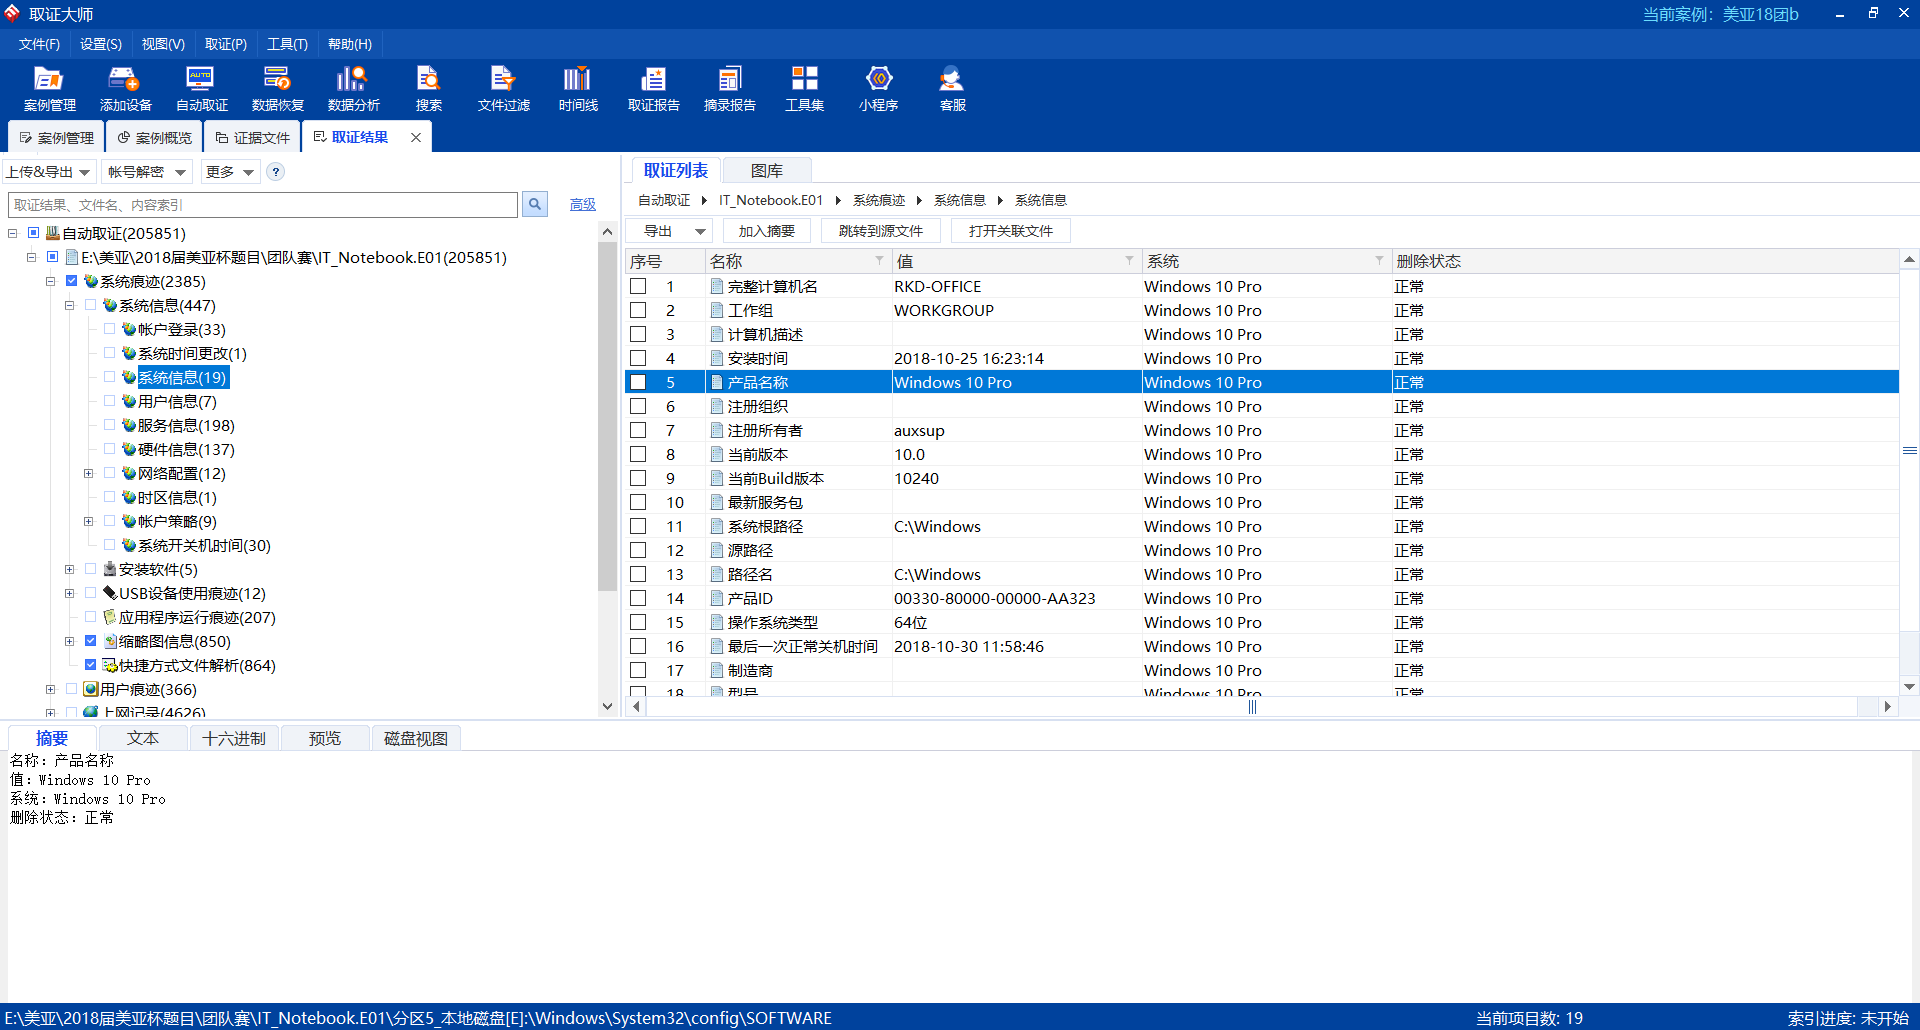 取证大师
当前案例：美亚18团b
文件(F) 设置(S) 视图(V) 取证(P) 工具(T) 帮助(H)
案例管理 添加设备 自动取证 数据恢复 数据分析 搜索 文件过滤 时间线 取证报告 摘录报告 工具集 小程序 客服
案例管理 案例概览 证据文件 取证结果
上传&导出 帐号解密 更多 ?
取证结果、文件名、内容索引 高级
自动取证(205851)
E:\美亚\2018届美亚杯题目\团队赛\IT_Notebook.E01(205851)
系统痕迹(2385)
系统信息(447)
帐户登录(33)
系统时间更改(1)
系统信息(19)
用户信息(7)
服务信息(198)
硬件信息(137)
网络配置(12)
时区信息(1)
帐户策略(9)
系统开关机时间(30)
安装软件(5)
USB设备使用痕迹(12)
应用程序运行痕迹(207)
缩略图信息(850)
快捷方式文件解析(864)
用户痕迹(366)
上网记录(4626)
取证列表 图库
自动取证 IT_Notebook.E01 系统痕迹 系统信息 系统信息
导出 加入摘要 跳转到源文件 打开关联文件
序号 名称 值 系统 删除状态
1 完整计算机名 RKD-OFFICE Windows 10 Pro 正常
2 工作组 WORKGROUP Windows 10 Pro 正常
3 计算机描述 Windows 10 Pro 正常
4 安装时间 2018-10-25 16:23:14 Windows 10 Pro 正常
5 产品名称 Windows 10 Pro Windows 10 Pro 正常
6 注册组织 Windows 10 Pro 正常
7 注册所有者 auxsup Windows 10 Pro 正常
8 当前版本 10.0 Windows 10 Pro 正常
9 当前Build版本 10240 Windows 10 Pro 正常
10 最新服务包 Windows 10 Pro 正常
11 系统根路径 C:\Windows Windows 10 Pro 正常
12 源路径 Windows 10 Pro 正常
13 路径名 C:\Windows Windows 10 Pro 正常
14 产品ID 00330-80000-00000-AA323 Windows 10 Pro 正常
15 操作系统类型 64位 Windows 10 Pro 正常
16 最后一次正常关机时间 2018-10-30 11:58:46 Windows 10 Pro 正常
17 制造商 Windows 10 Pro 正常
18 型号 Windows 10 Pro 正常
摘要 文本 十六进制 预览 磁盘视图
名称：产品名称
值：Windows 10 Pro
系统：Windows 10 Pro
删除状态：正常
E:\美亚\2018届美亚杯题目\团队赛\IT_Notebook.E01\分区5_本地磁盘[E]:\Windows\System32\config\SOFTWARE 当前项目数: 19 索引进度: 未开始